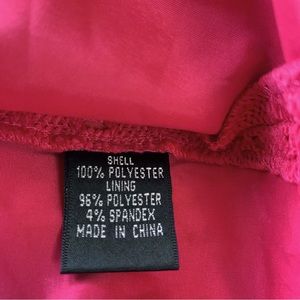 SHELL
100% POLYESTER
LINING
96% POLYESTER
4% SPANDEX
MADE IN CHINA